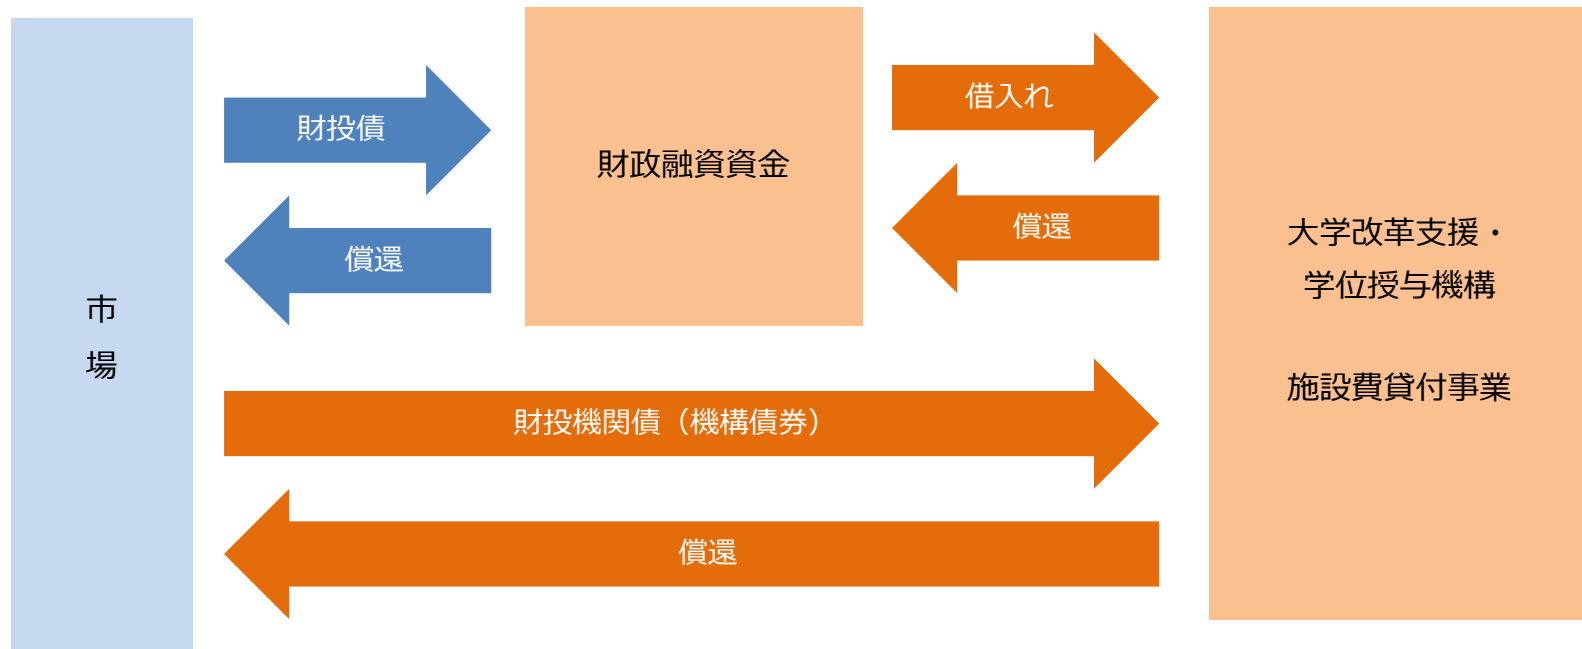 市
場
財投債
償還
財政融資資金
借入れ
償還
財投機関債（機構債券）
償還
大学改革支援・
学位授与機構
施設費貸付事業